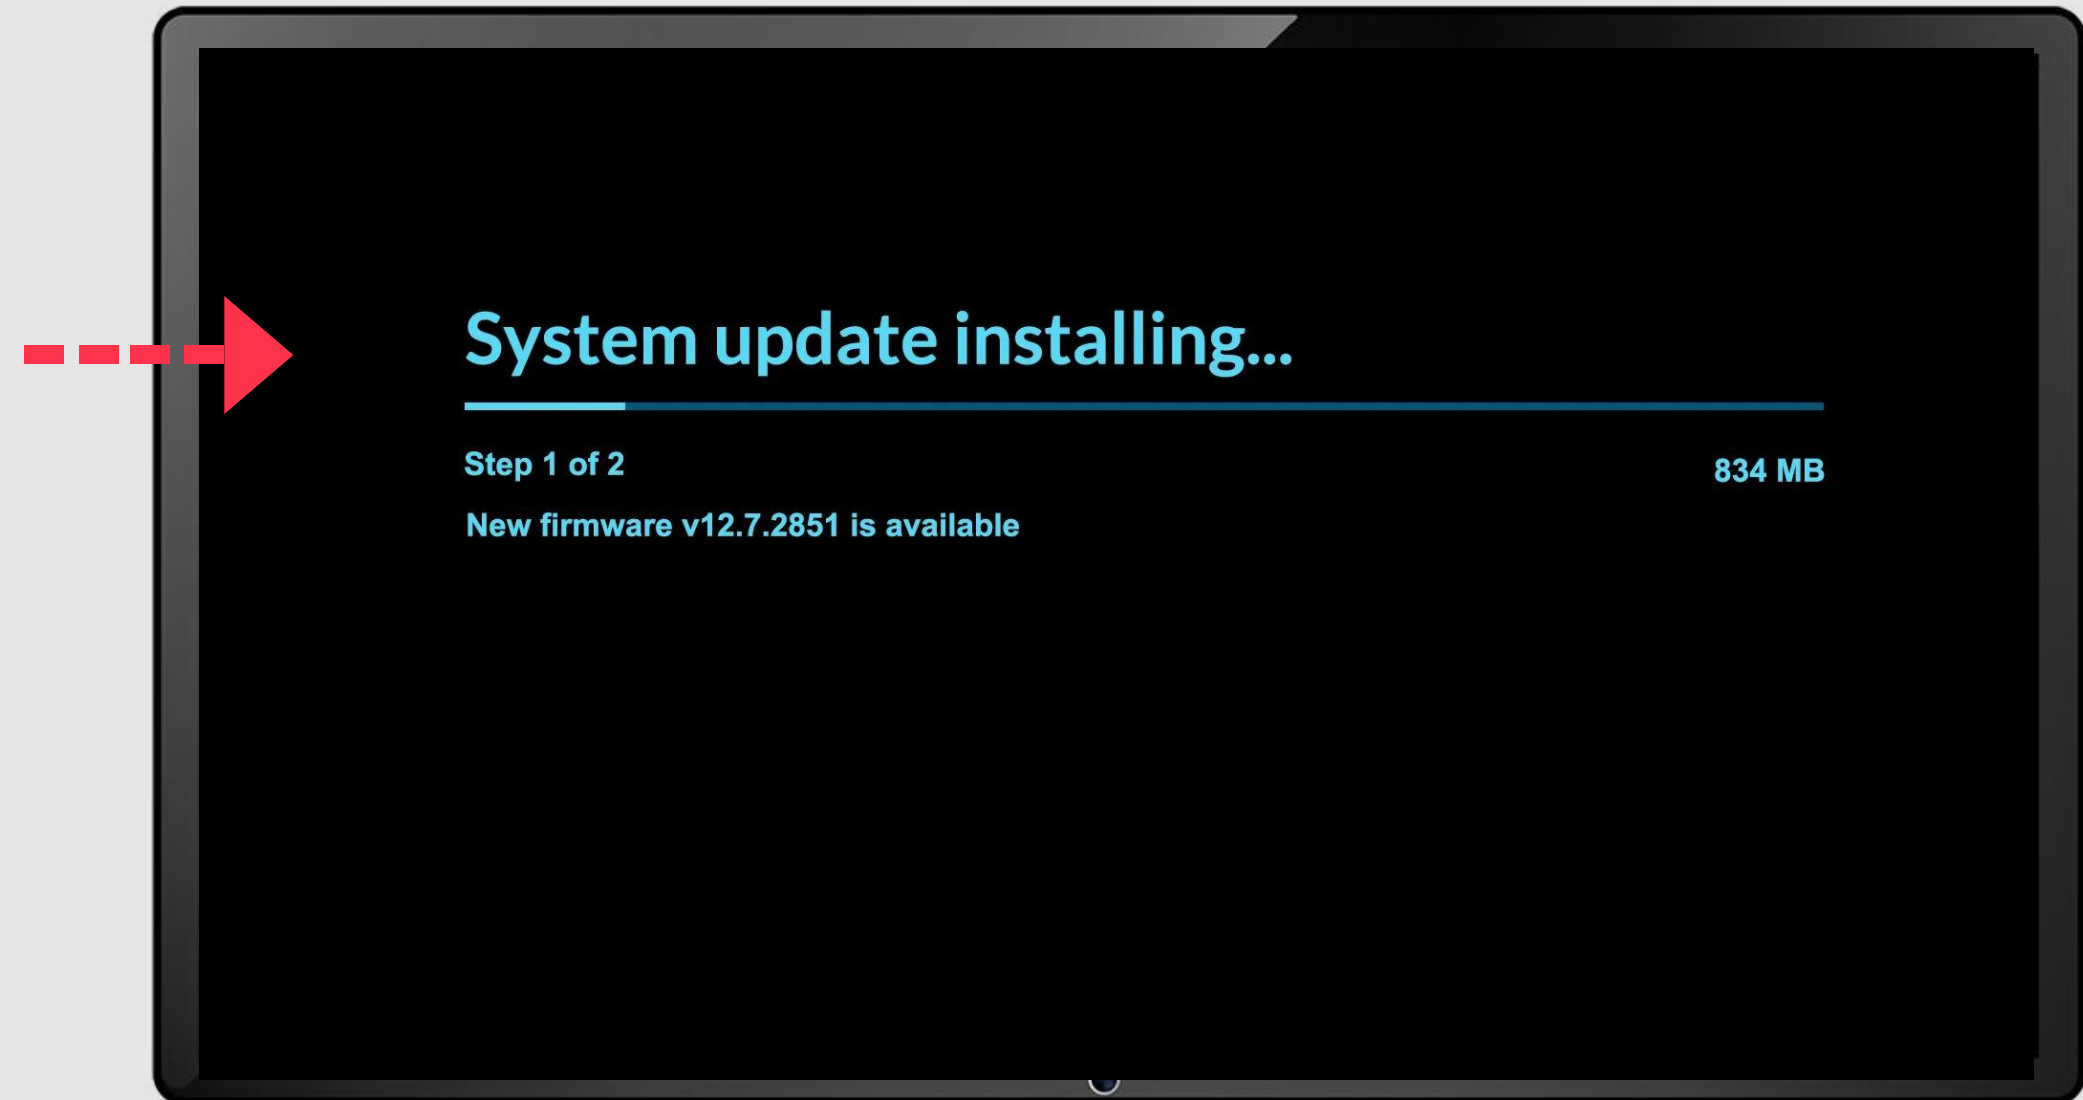 System update installing...
Step 1 of 2
834 MB
New firmware v12.7.2851 is available